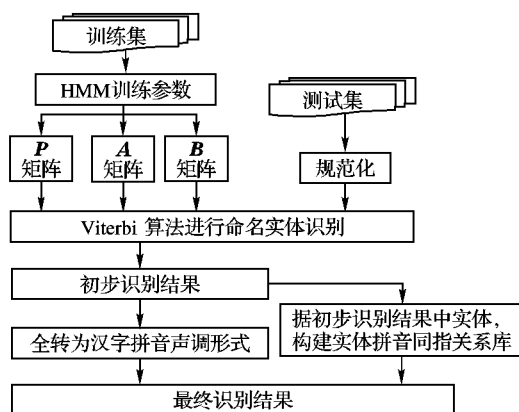 训练集
HMM训练参数
测试集
P
矩阵
A
矩阵
B
矩阵
规范化
Viterbi 算法进行命名实体识别
初步识别结果
全转为汉字拼音声调形式
据初步识别结果中实体，
构建实体拼音同指关系库
最终识别结果